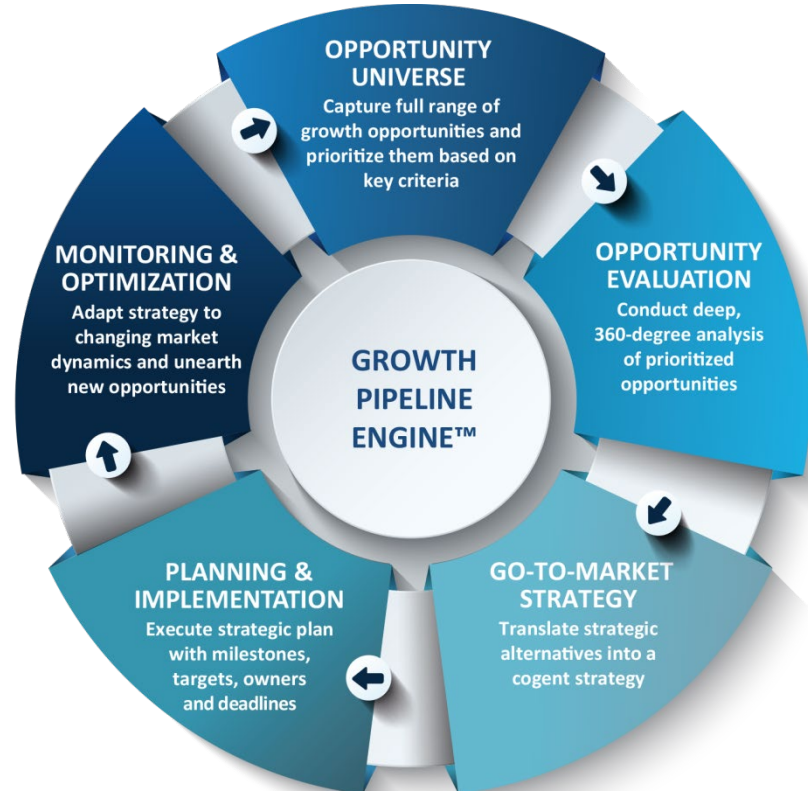 OPPORTUNITY
UNIVERSE
Capture full range of
growth opportunities and
prioritize them based on
key criteria
OPPORTUNITY
EVALUATION
Conduct deep,
360-degree analysis
of prioritized
opportunities
GO-TO-MARKET
STRATEGY
Translate strategic
alternatives into a
cogent strategy
PLANNING &
IMPLEMENTATION
Execute strategic plan
with milestones,
targets, owners
and deadlines
MONITORING &
OPTIMIZATION
Adapt strategy to
changing market
dynamics and unearth
new opportunities
GROWTH
PIPELINE
ENGINE™